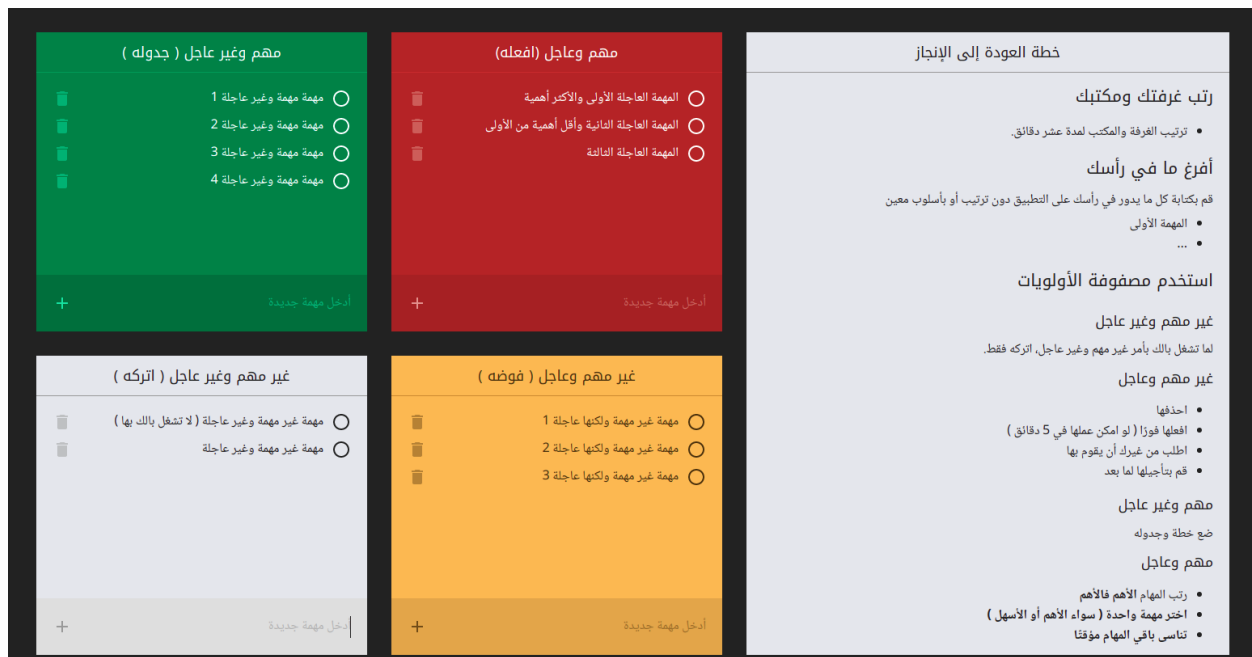 خطة العودة إلى الإنجاز
رتب غرفتك ومكتبك
ترتيب الغرفة والمكتب لمدة عشر دقائق.
أفرغ ما في رأسك
قم بكتابة كل ما يدور في رأسك على التطبيق دون ترتيب أو بأسلوب معين
المهمة الأولى
...
استخدم مصفوفة الأولويات
غير مهم وغير عاجل
لما تشغل بالك بأمر غير مهم وغير عاجل، اتركه فقط.
غير مهم وعاجل
احذفها
افعلها فورًا ( لو امكن عملها في 5 دقائق )
اطلب من غيرك أن يقوم بها
قم بتأجيلها لما بعد
مهم وغير عاجل
ضع خطة وجدوله
مهم وعاجل
رتب المهام الأهم فالأهم
اختر مهمة واحدة ( سواء الأهم أو الأسهل )
تناسى باقي المهام مؤقتًا
مهم وعاجل (افعله)
المهمة العاجلة الأولى والأكثر أهمية
المهمة العاجلة الثانية وأقل أهمية من الأولى
المهمة العاجلة الثالثة
أدخل مهمة جديدة
مهم وغير عاجل ( جدوله )
مهمة مهمة وغير عاجلة 1
مهمة مهمة وغير عاجلة 2
مهمة مهمة وغير عاجلة 3
مهمة مهمة وغير عاجلة 4
أدخل مهمة جديدة
غير مهم وعاجل ( فوضه )
مهمة غير مهمة ولكنها عاجلة 1
مهمة غير مهمة ولكنها عاجلة 2
مهمة غير مهمة ولكنها عاجلة 3
أدخل مهمة جديدة
غير مهم وغير عاجل ( اتركه )
مهمة غير مهمة وغير عاجلة ( لا تشغل بالك بها )
مهمة غير مهمة وغير عاجلة
أدخل مهمة جديدة